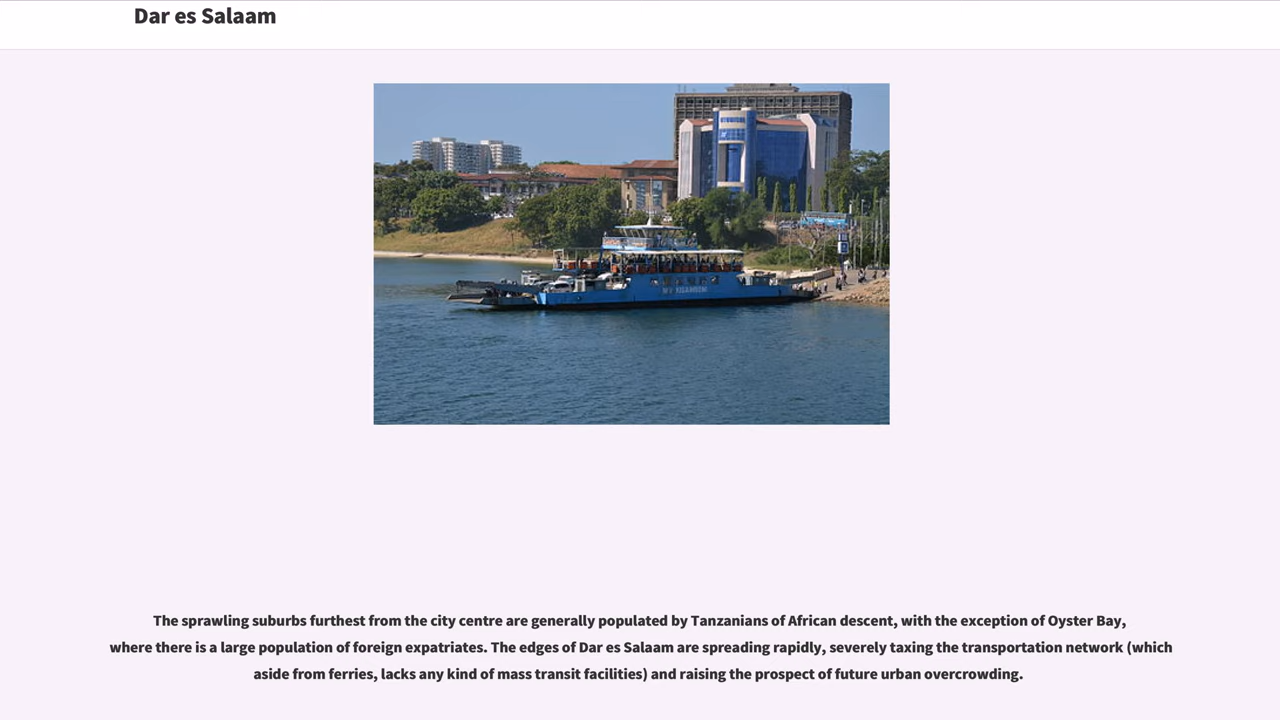 Dar es Salaam
The sprawling suburbs furthest from the city centre are generally populated by Tanzanians of African descent, with the exception of Oyster Bay,
where there is a large population of foreign expatriates. The edges of Dar es Salaam are spreading rapidly, severely taxing the transportation network (which
aside from ferries, lacks any kind of mass transit facilities) and raising the prospect of future urban overcrowding.